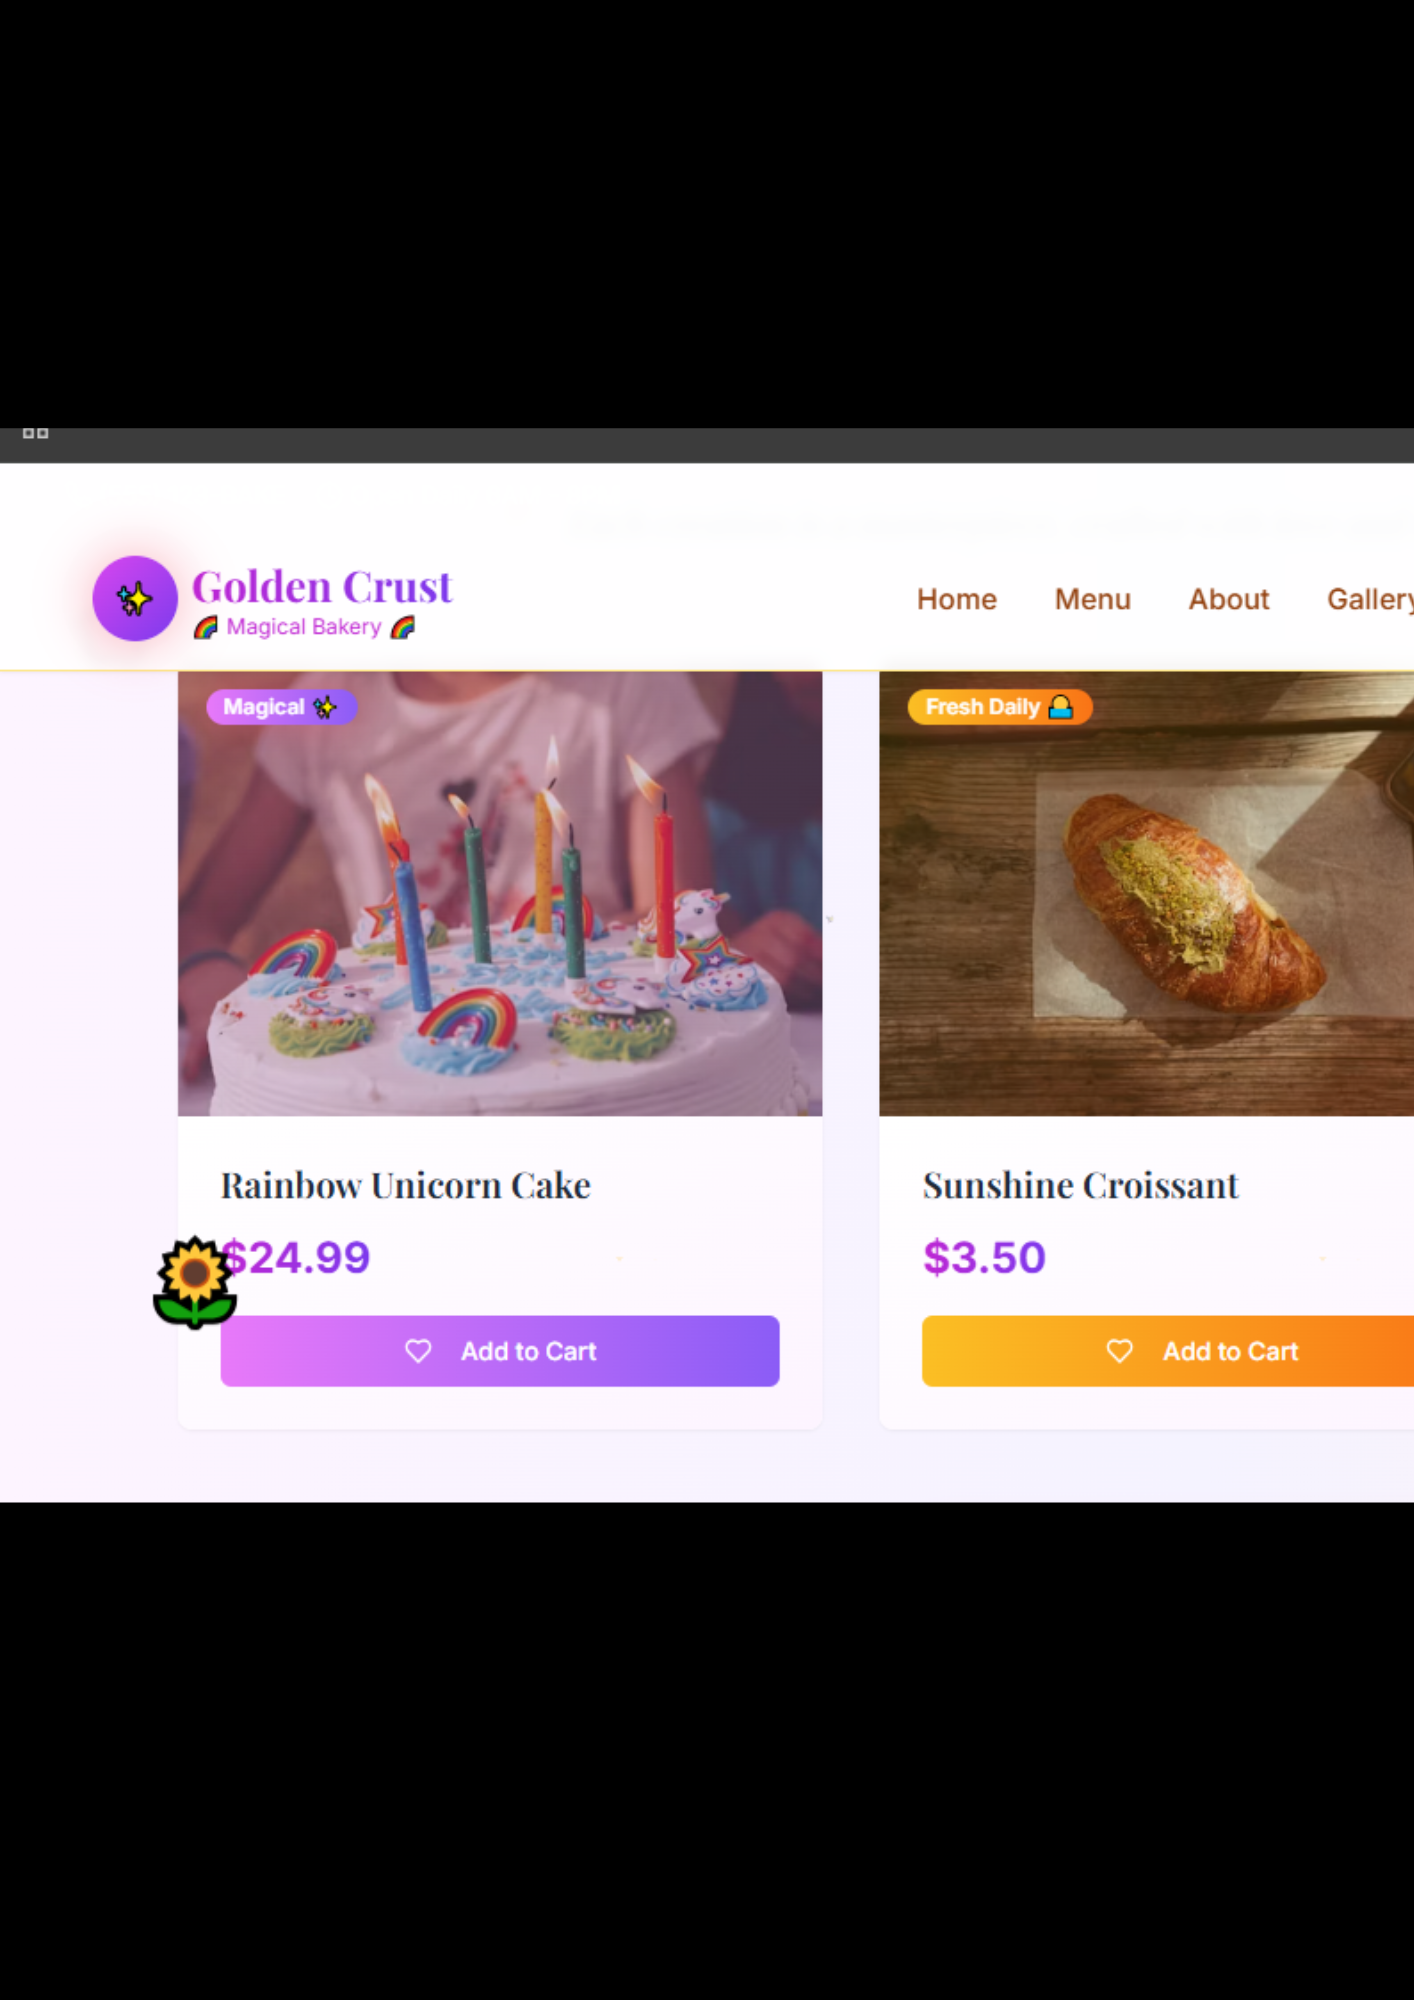 Golden Crust
🌈 Magical Bakery 🌈
Home Menu About Gallery
Magical ✨
Fresh Daily 🌅
Rainbow Unicorn Cake
$24.99
Add to Cart
Sunshine Croissant
$3.50
Add to Cart